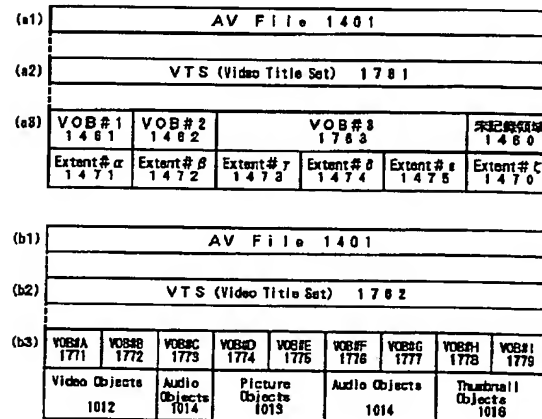 (a1) AV File 1401
(a2) VTS (Video Title Set) 1781
(a3) VOB#1 VOB#2 VOB#3 未記録領域
1461 1462 1763 1460
Extent# α Extent# β Extent# γ Extent# δ Extent# ε Extent# ζ
1471 1472 1473 1474 1475 1470
(b1) AV File 1401
(b2) VTS (Video Title Set) 1762
(b3) VOB#A VOB#B VOB#C VOB#D VOB#E VOB#F VOB#G VOB#H VOB#I
1771 1772 1773 1774 1775 1776 1777 1778 1779
Video Objects Audio Picture Audio Objects Thumbnail
Objects Objects Objects
1012 1014 1013 1014 1016